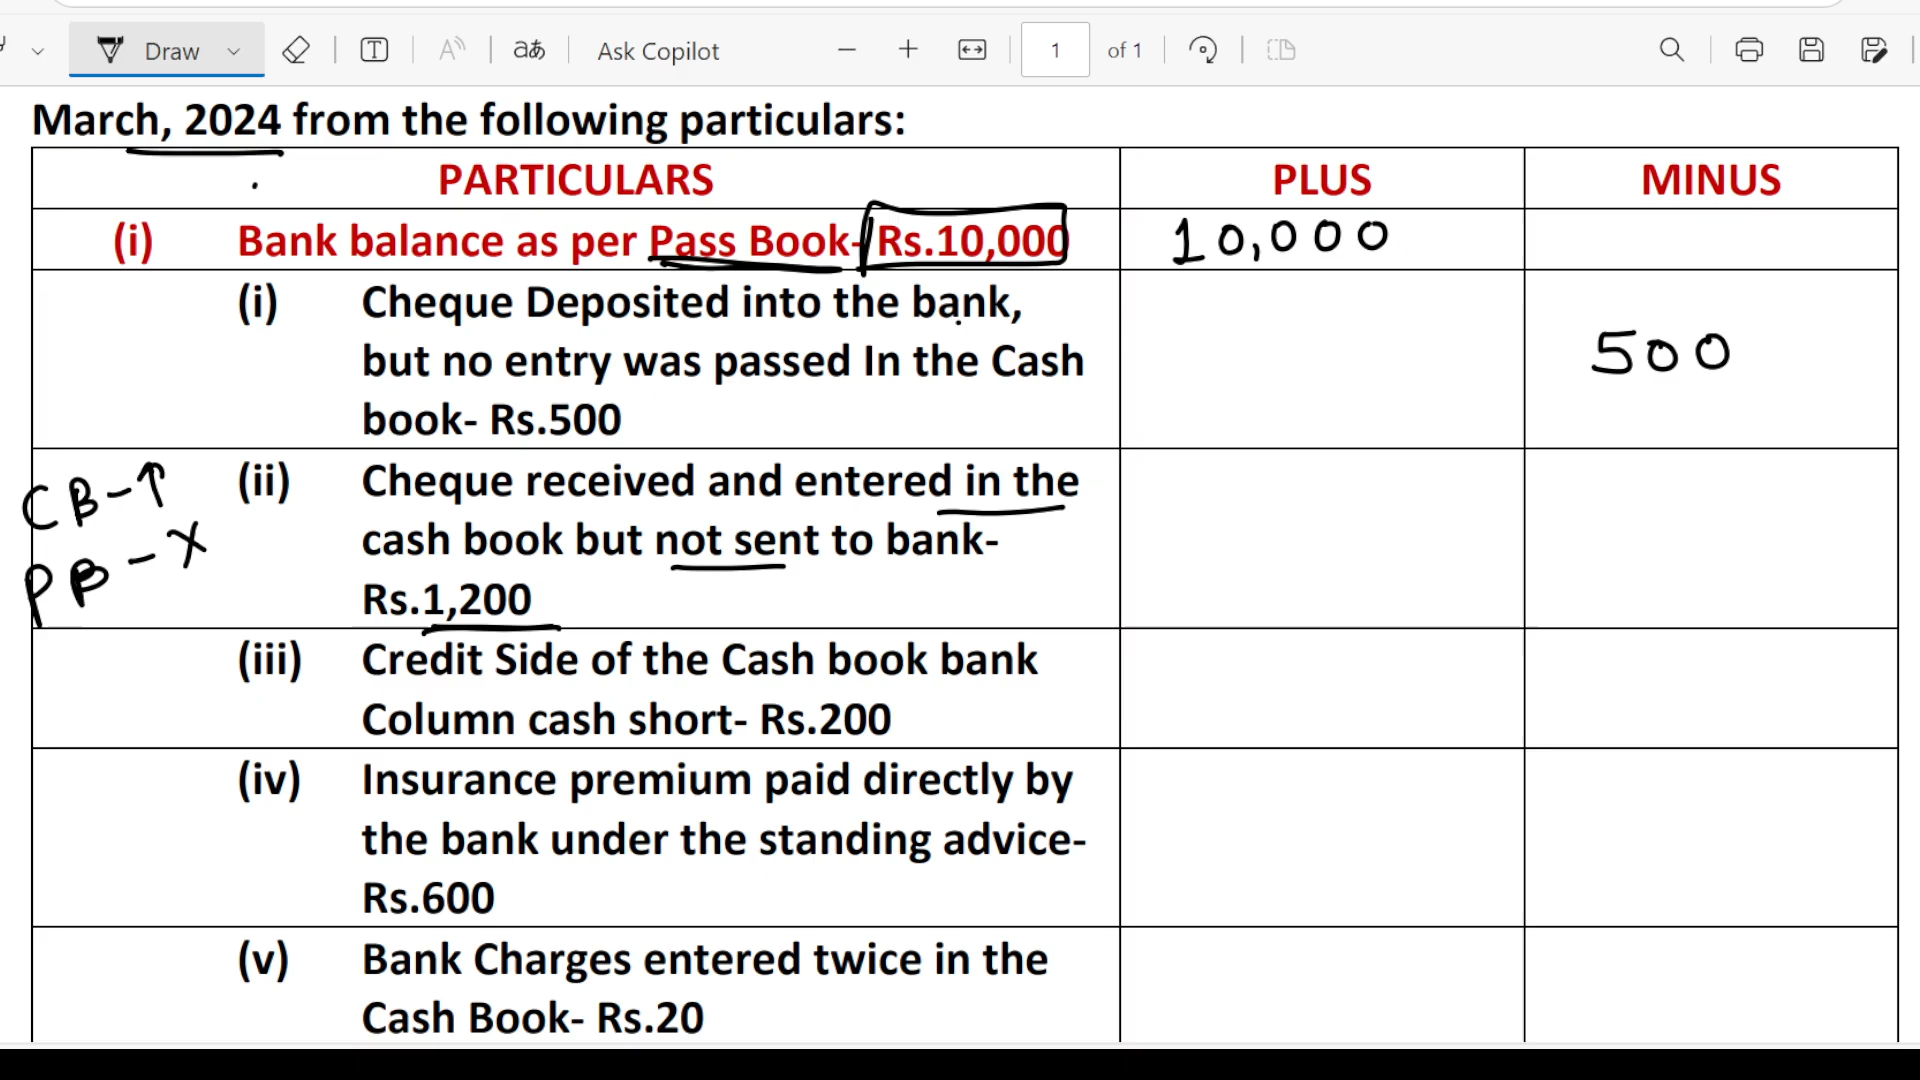 Draw
aあ
Ask Copilot
1 of 1
March, 2024 from the following particulars:
PARTICULARS PLUS MINUS
(i) Bank balance as per Pass Book- Rs.10,000 10,000
(i) Cheque Deposited into the bank,
but no entry was passed In the Cash 500
book- Rs.500
CB-↑ (ii) Cheque received and entered in the
PB-X cash book but not sent to bank-
Rs.1,200
(iii) Credit Side of the Cash book bank
Column cash short- Rs.200
(iv) Insurance premium paid directly by
the bank under the standing advice-
Rs.600
(v) Bank Charges entered twice in the
Cash Book- Rs.20